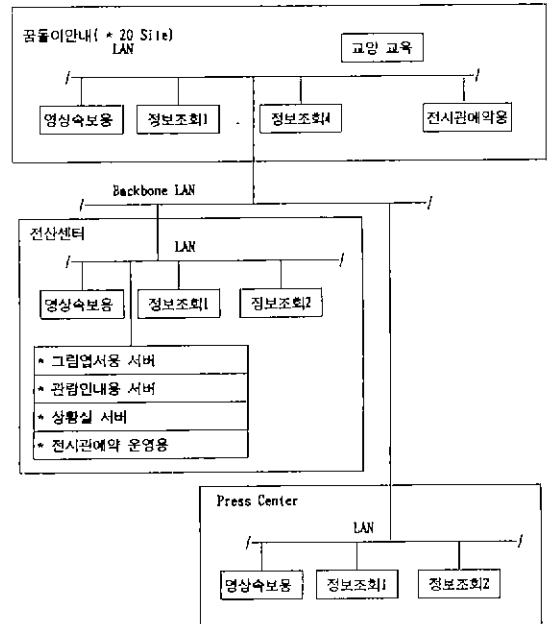 꿈돌이안내( * 20 Site)
LAN
교양 교육
영상속보용
정보조회1
정보조회4
전시관예약용
Backbone LAN
전산센터
LAN
영상속보용
정보조회1
정보조회2
* 그림엽서용 서버
* 관람안내용 서버
* 상황실 서버
* 전시관예약 운영용
Press Center
LAN
영상속보용
정보조회1
정보조회2